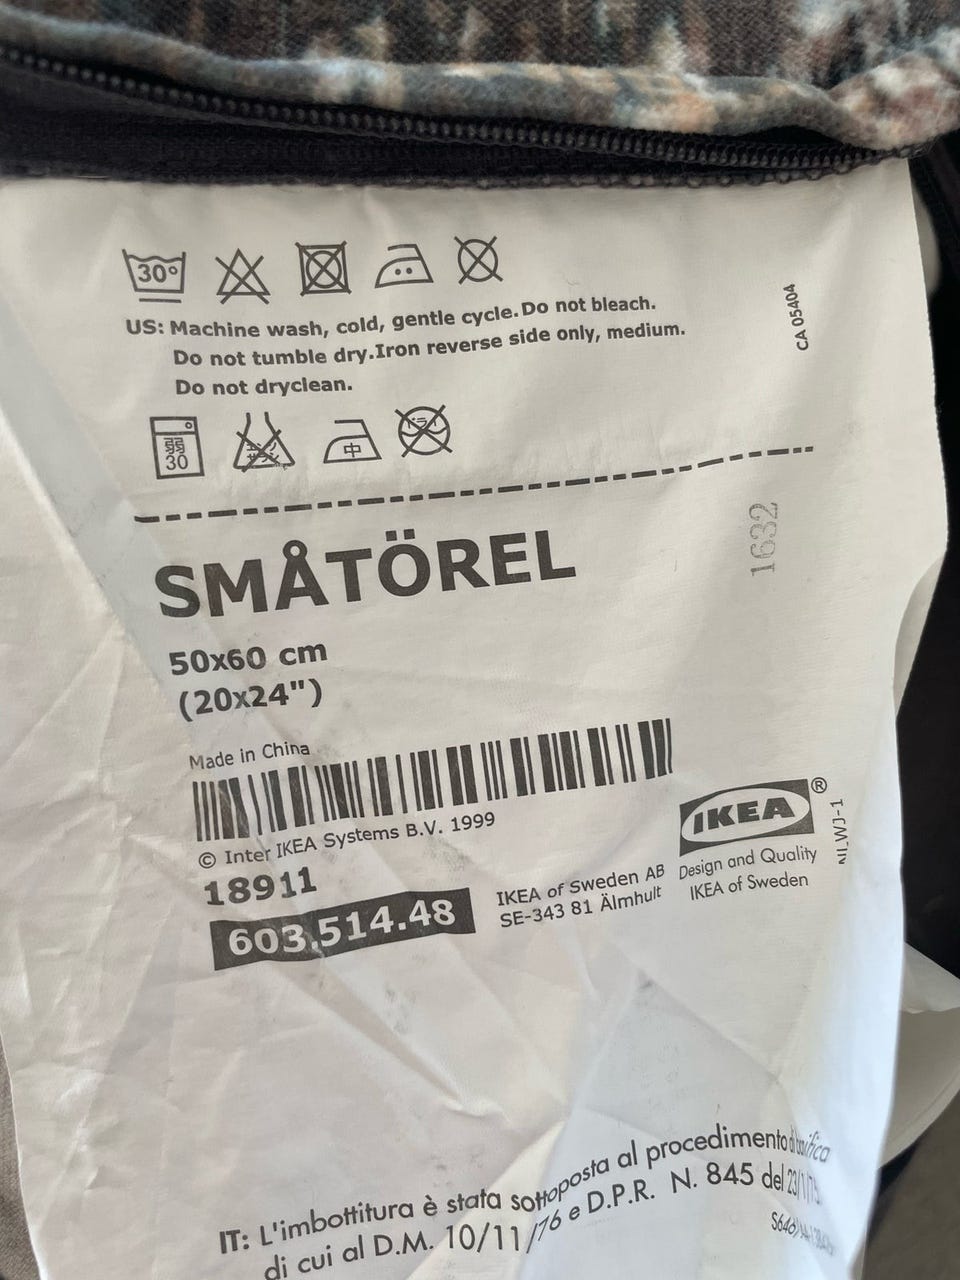 30°
US: Machine wash, cold, gentle cycle. Do not bleach.
Do not tumble dry. Iron reverse side only, medium.
Do not dryclean.
CA 05404
弱
30
中
ドライ
SMÅTÖREL
1632
50x60 cm
(20x24")
Made in China
© Inter IKEA Systems B.V. 1999
18911
603.514.48
IKEA of Sweden AB
SE-343 81 Älmhult
IKEA®
Design and Quality
IKEA of Sweden
IT: L'imbottitura è stata sottoposta al procedimento
di cui al D.M. 10/11/76 e D.P.R. N. 845 del